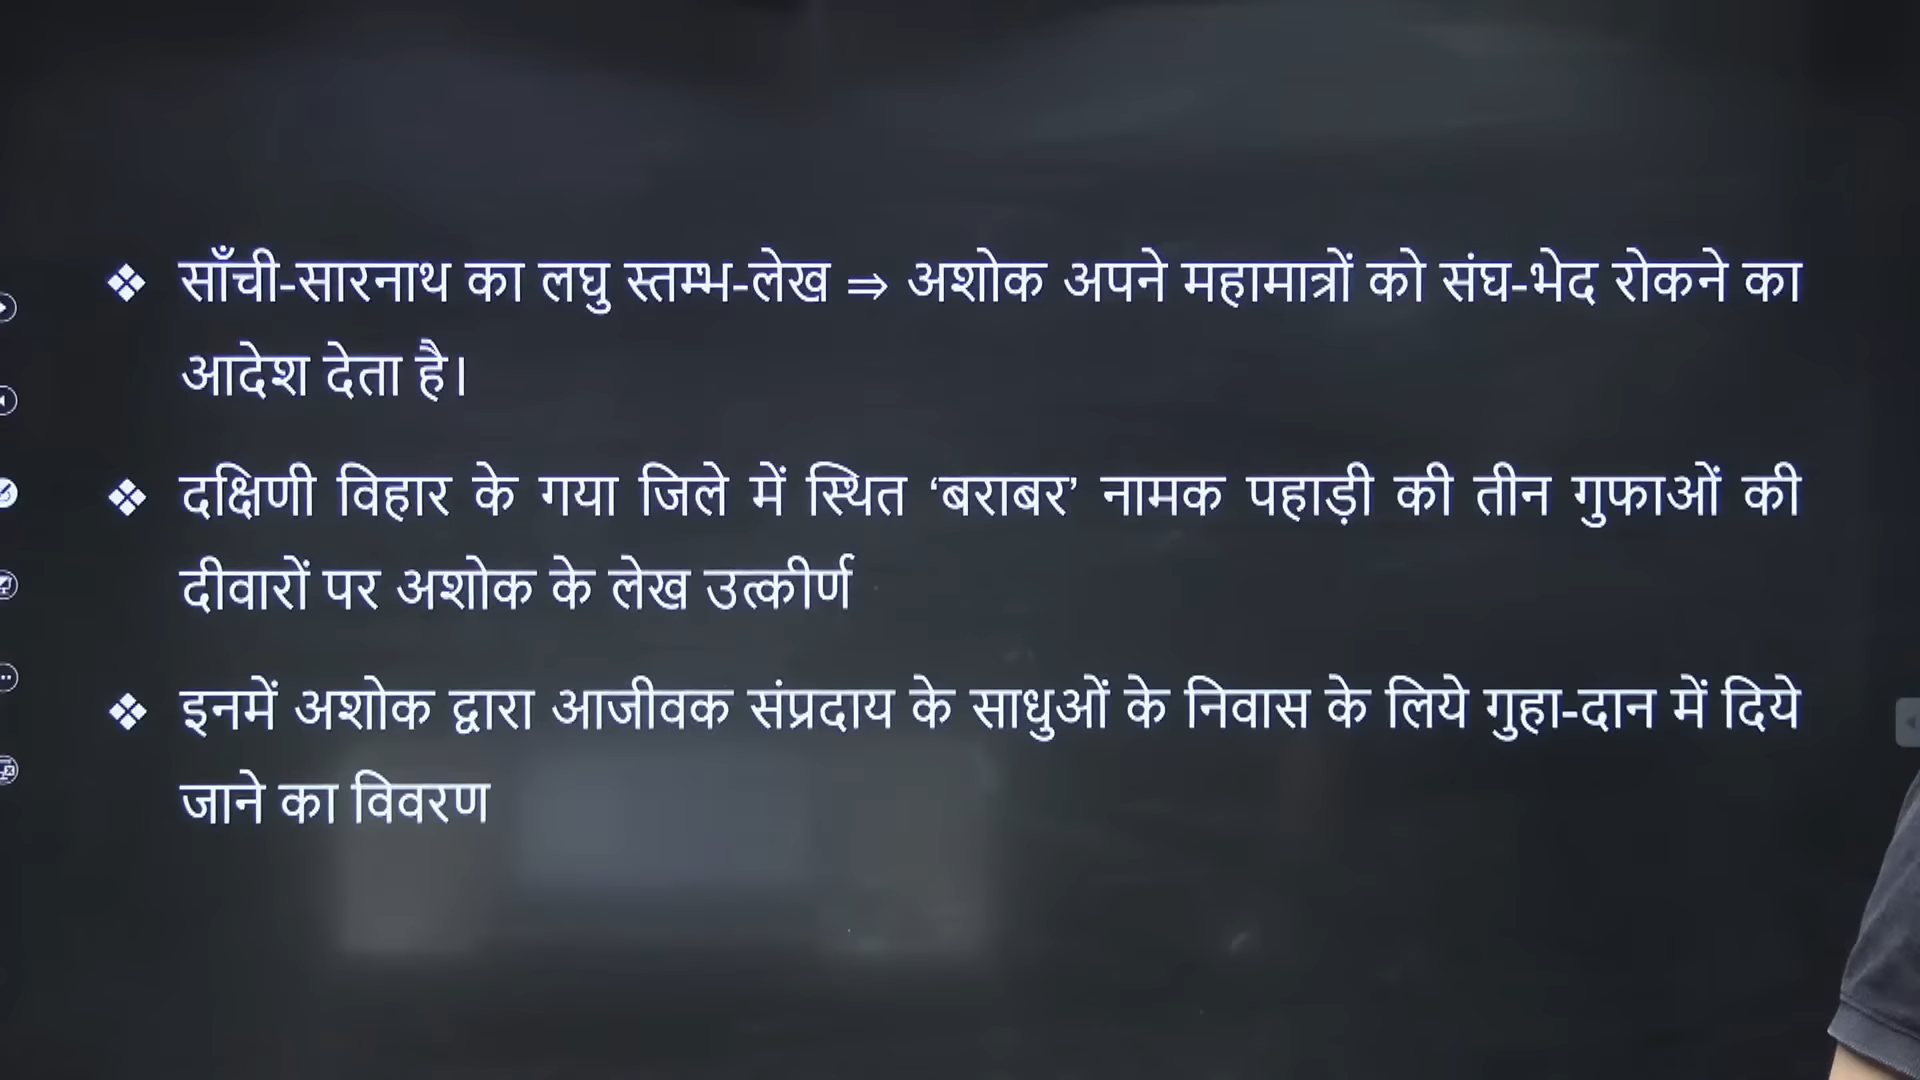 ❖ साँची-सारनाथ का लघु स्तम्भ-लेख ⇒ अशोक अपने महामात्रों को संघ-भेद रोकने का
आदेश देता है।
❖ दक्षिणी विहार के गया जिले में स्थित ‘बराबर’ नामक पहाड़ी की तीन गुफाओं की
दीवारों पर अशोक के लेख उत्कीर्ण
❖ इनमें अशोक द्वारा आजीवक संप्रदाय के साधुओं के निवास के लिये गुहा-दान में दिये
जाने का विवरण